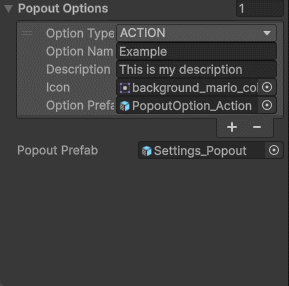 Popout Options 1
Option Type ACTION
Option Nam Example
Description This is my description
Icon background_mario_co
Option Prefa PopoutOption_Action
+ −
Popout Prefab Settings_Popout